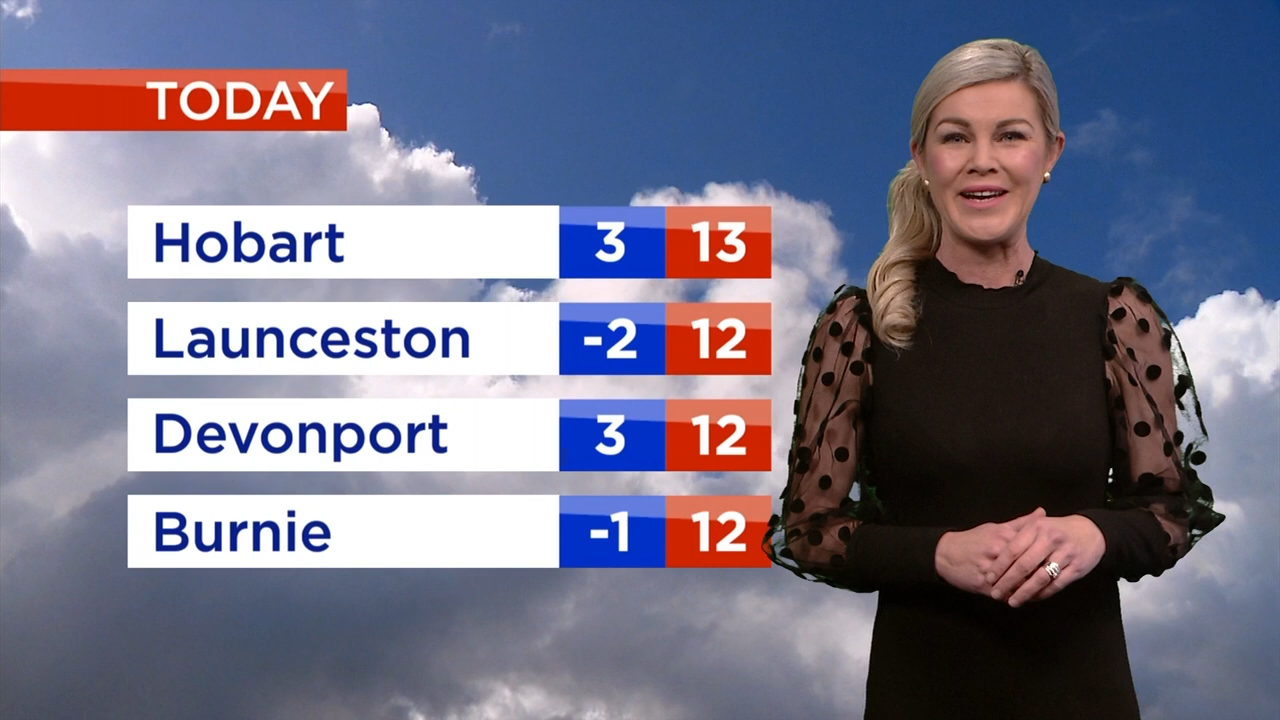 TODAY
Hobart 3 13
Launceston -2 12
Devonport 3 12
Burnie -1 12